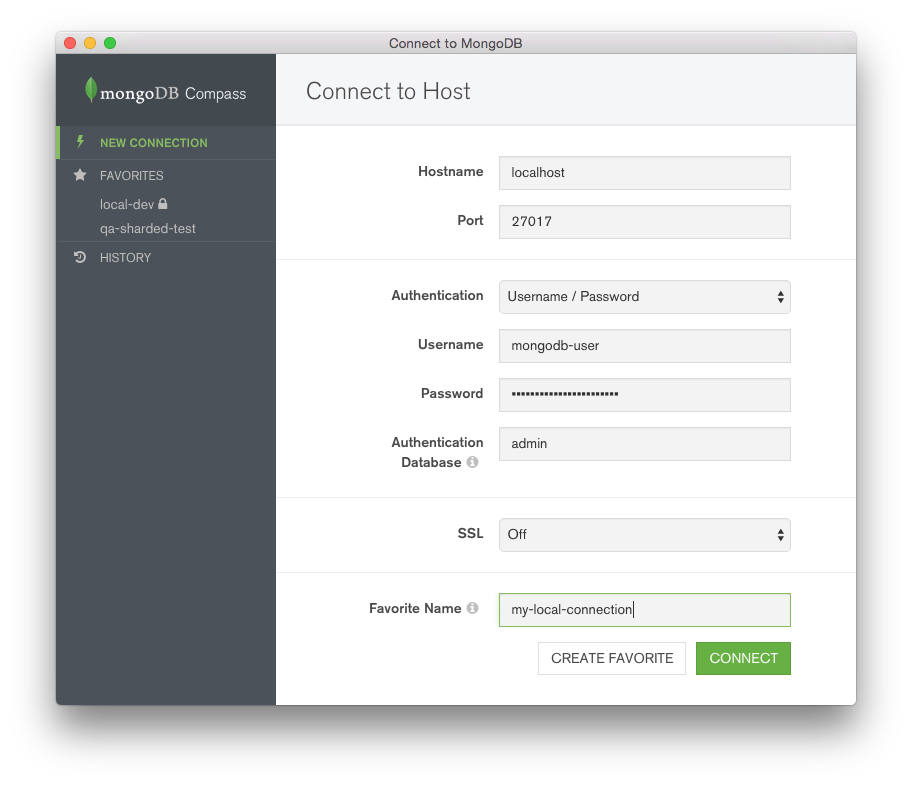 Connect to MongoDB
mongoDB Compass
NEW CONNECTION
FAVORITES
local-dev
qa-sharded-test
HISTORY
Connect to Host
Hostname localhost
Port 27017
Authentication Username / Password
Username mongodb-user
Password •••••••••••••••••••••••
Authentication
Database admin
SSL Off
Favorite Name my-local-connection
CREATE FAVORITE CONNECT